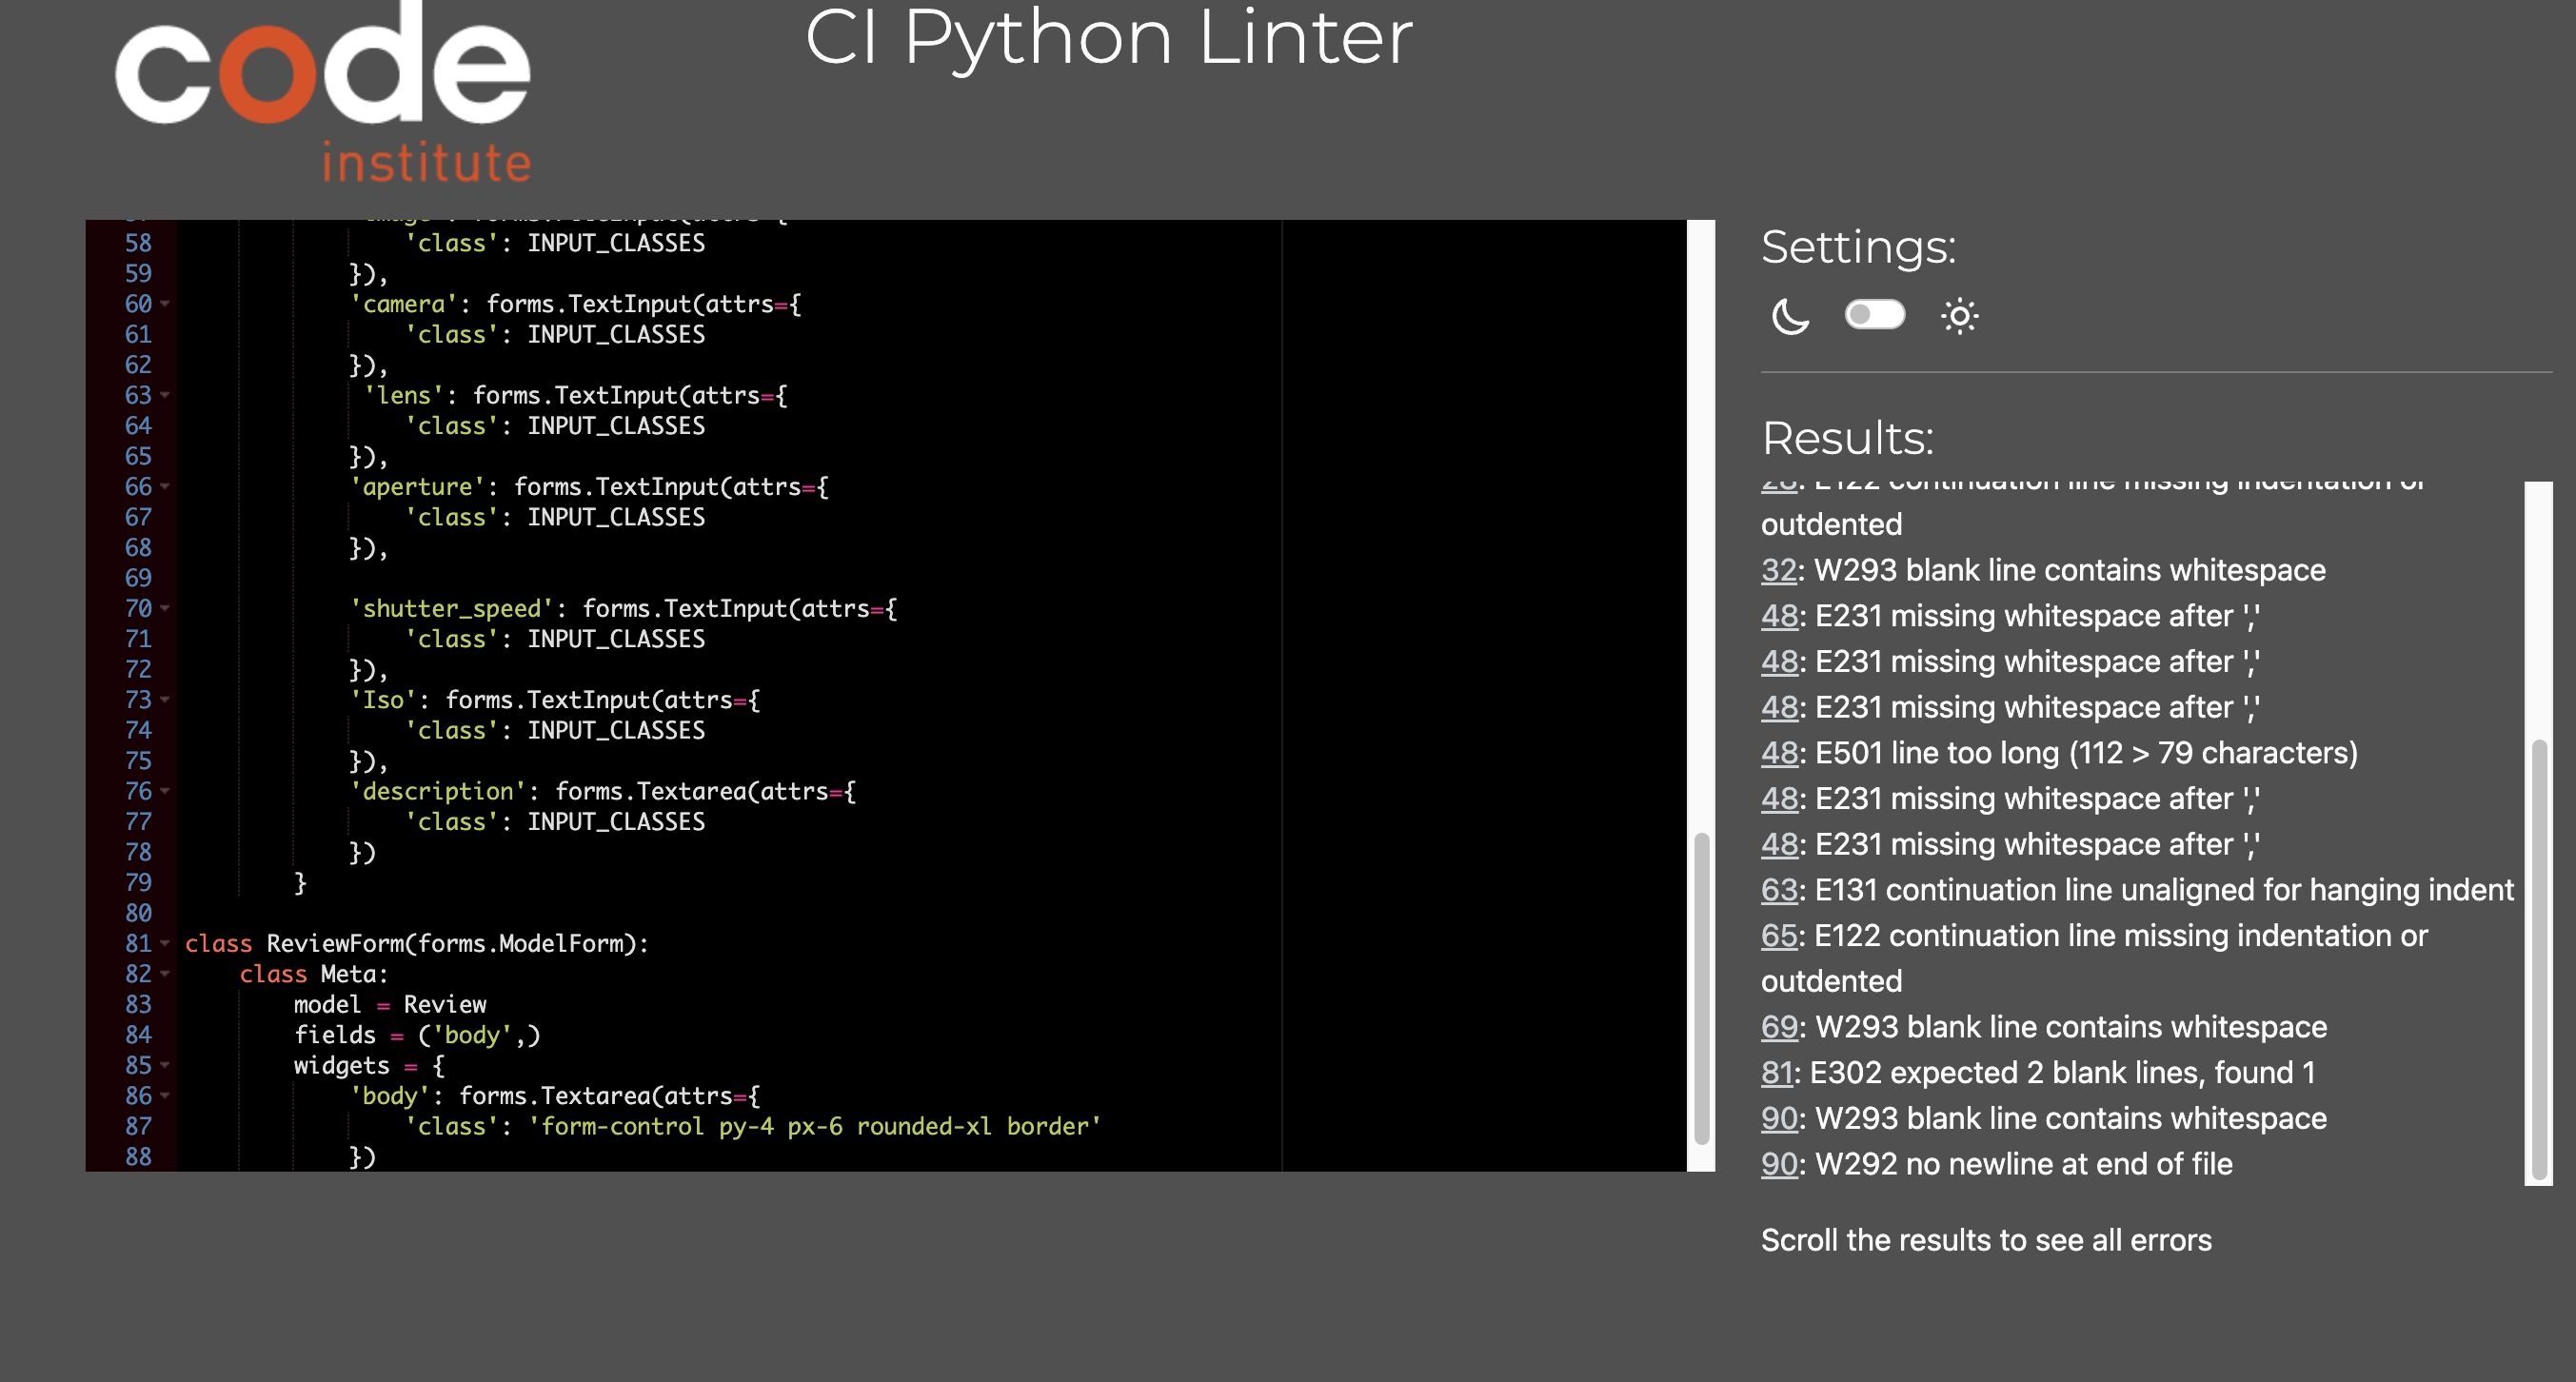 code
institute
CI Python Linter
58 'class': INPUT_CLASSES
59 }),
60 'camera': forms.TextInput(attrs={
61 'class': INPUT_CLASSES
62 }),
63 'lens': forms.TextInput(attrs={
64 'class': INPUT_CLASSES
65 }),
66 'aperture': forms.TextInput(attrs={
67 'class': INPUT_CLASSES
68 }),
69
70 'shutter_speed': forms.TextInput(attrs={
71 'class': INPUT_CLASSES
72 }),
73 'Iso': forms.TextInput(attrs={
74 'class': INPUT_CLASSES
75 }),
76 'description': forms.Textarea(attrs={
77 'class': INPUT_CLASSES
78 })
79 }
80
81 class ReviewForm(forms.ModelForm):
82 class Meta:
83 model = Review
84 fields = ('body',)
85 widgets = {
86 'body': forms.Textarea(attrs={
87 'class': 'form-control py-4 px-6 rounded-xl border'
88 })
Settings:
Results:
E122 continuation line missing indentation or
outdented
32: W293 blank line contains whitespace
48: E231 missing whitespace after ','
48: E231 missing whitespace after ','
48: E231 missing whitespace after ','
48: E501 line too long (112 > 79 characters)
48: E231 missing whitespace after ','
48: E231 missing whitespace after ','
63: E131 continuation line unaligned for hanging indent
65: E122 continuation line missing indentation or
outdented
69: W293 blank line contains whitespace
81: E302 expected 2 blank lines, found 1
90: W293 blank line contains whitespace
90: W292 no newline at end of file
Scroll the results to see all errors